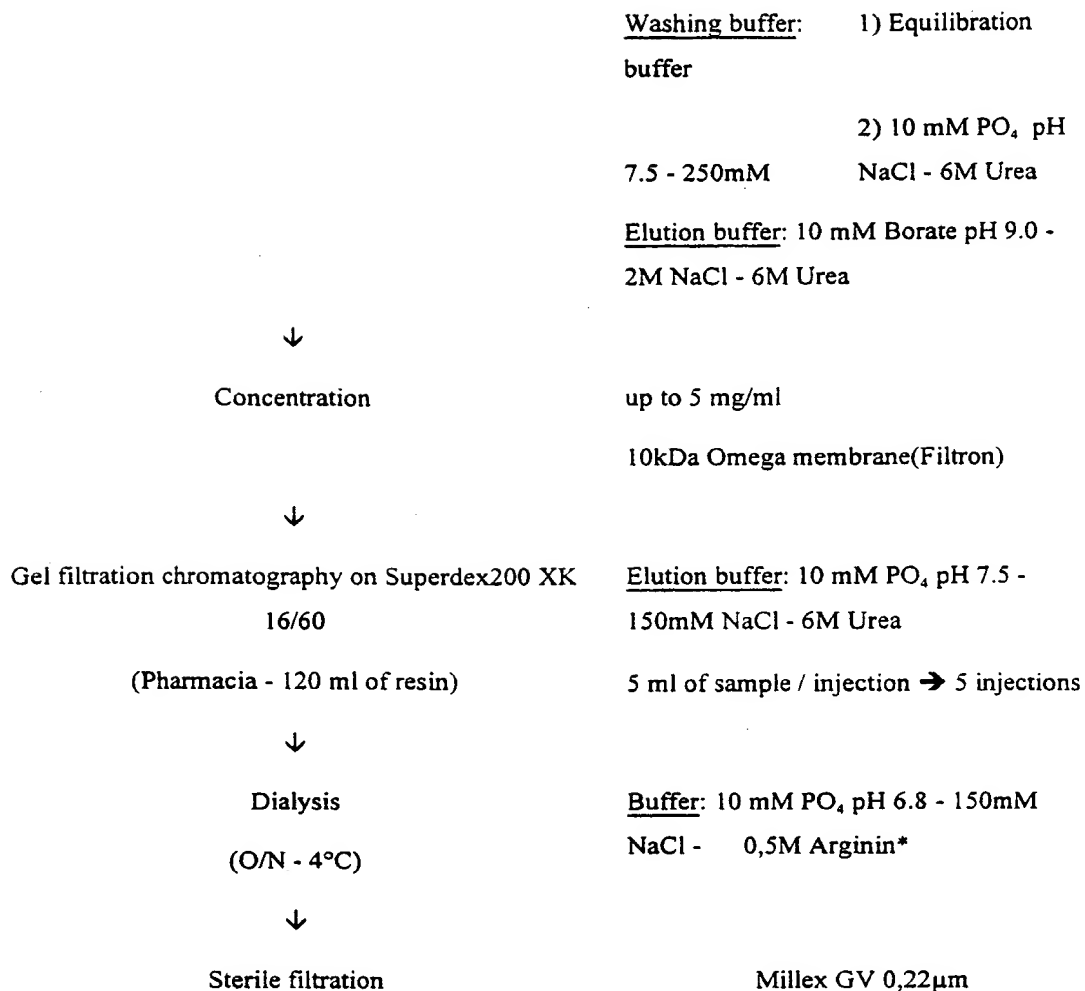 Washing buffer: 1) Equilibration
buffer
2) 10 mM PO₄ pH
7.5 - 250mM NaCl - 6M Urea
Elution buffer: 10 mM Borate pH 9.0 -
2M NaCl - 6M Urea
↓
Concentration up to 5 mg/ml
10kDa Omega membrane(Filtron)
↓
Gel filtration chromatography on Superdex200 XK Elution buffer: 10 mM PO₄ pH 7.5 -
16/60 150mM NaCl - 6M Urea
(Pharmacia - 120 ml of resin) 5 ml of sample / injection ➔ 5 injections
↓
Dialysis Buffer: 10 mM PO₄ pH 6.8 - 150mM
(O/N - 4°C) NaCl - 0,5M Arginin*
↓
Sterile filtration Millex GV 0,22µm